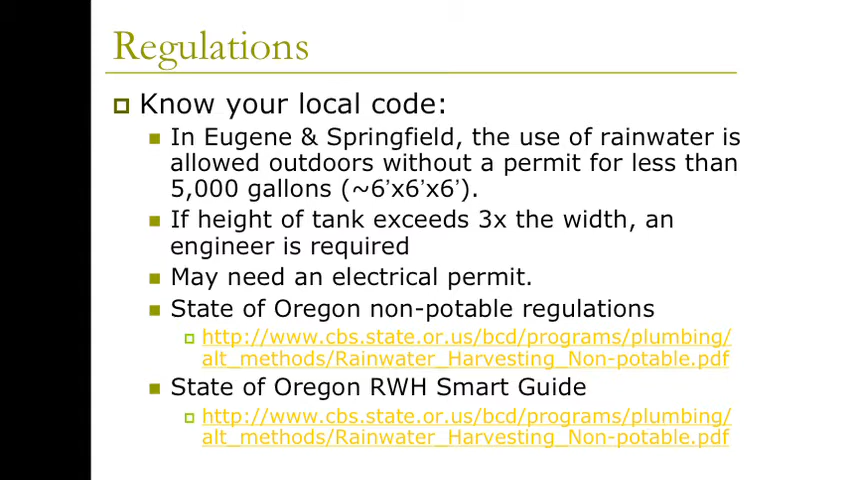 Regulations
Know your local code:
In Eugene & Springfield, the use of rainwater is
allowed outdoors without a permit for less than
5,000 gallons (~6’x6’x6’).
If height of tank exceeds 3x the width, an
engineer is required
May need an electrical permit.
State of Oregon non-potable regulations
http://www.cbs.state.or.us/bcd/programs/plumbing/
alt_methods/Rainwater_Harvesting_Non-potable.pdf
State of Oregon RWH Smart Guide
http://www.cbs.state.or.us/bcd/programs/plumbing/
alt_methods/Rainwater_Harvesting_Non-potable.pdf